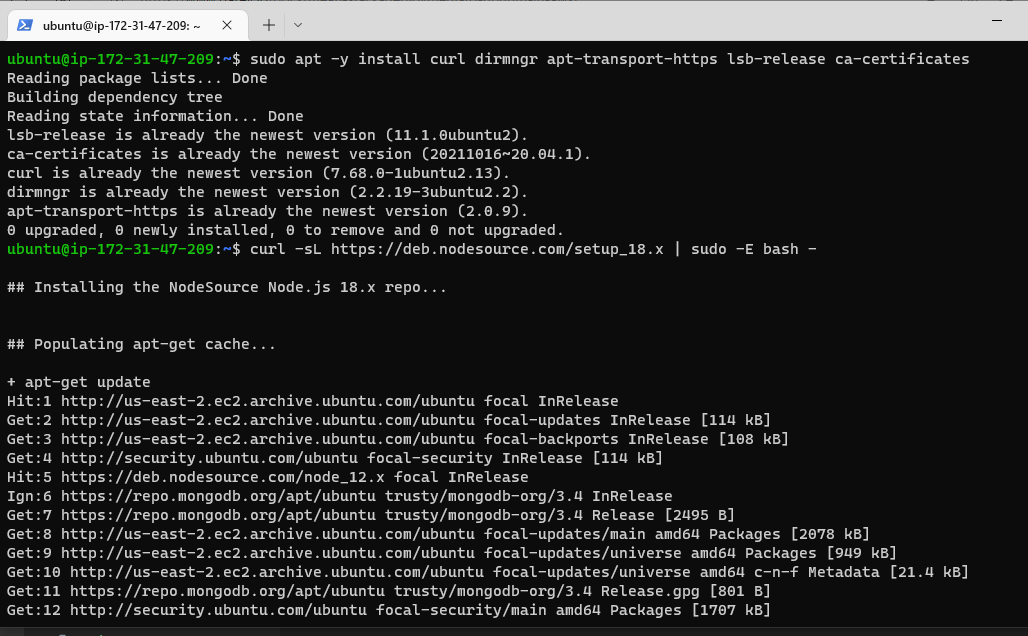 ubuntu@ip-172-31-47-209: ~
ubuntu@ip-172-31-47-209:~$ sudo apt -y install curl dirmngr apt-transport-https lsb-release ca-certificates
Reading package lists... Done
Building dependency tree
Reading state information... Done
lsb-release is already the newest version (11.1.0ubuntu2).
ca-certificates is already the newest version (20211016~20.04.1).
curl is already the newest version (7.68.0-1ubuntu2.13).
dirmngr is already the newest version (2.2.19-3ubuntu2.2).
apt-transport-https is already the newest version (2.0.9).
0 upgraded, 0 newly installed, 0 to remove and 0 not upgraded.
ubuntu@ip-172-31-47-209:~$ curl -sL https://deb.nodesource.com/setup_18.x | sudo -E bash -
## Installing the NodeSource Node.js 18.x repo...
## Populating apt-get cache...
+ apt-get update
Hit:1 http://us-east-2.ec2.archive.ubuntu.com/ubuntu focal InRelease
Get:2 http://us-east-2.ec2.archive.ubuntu.com/ubuntu focal-updates InRelease [114 kB]
Get:3 http://us-east-2.ec2.archive.ubuntu.com/ubuntu focal-backports InRelease [108 kB]
Get:4 http://security.ubuntu.com/ubuntu focal-security InRelease [114 kB]
Hit:5 https://deb.nodesource.com/node_12.x focal InRelease
Ign:6 https://repo.mongodb.org/apt/ubuntu trusty/mongodb-org/3.4 InRelease
Get:7 https://repo.mongodb.org/apt/ubuntu trusty/mongodb-org/3.4 Release [2495 B]
Get:8 http://us-east-2.ec2.archive.ubuntu.com/ubuntu focal-updates/main amd64 Packages [2078 kB]
Get:9 http://us-east-2.ec2.archive.ubuntu.com/ubuntu focal-updates/universe amd64 Packages [949 kB]
Get:10 http://us-east-2.ec2.archive.ubuntu.com/ubuntu focal-updates/universe amd64 c-n-f Metadata [21.4 kB]
Get:11 https://repo.mongodb.org/apt/ubuntu trusty/mongodb-org/3.4 Release.gpg [801 B]
Get:12 http://security.ubuntu.com/ubuntu focal-security/main amd64 Packages [1707 kB]